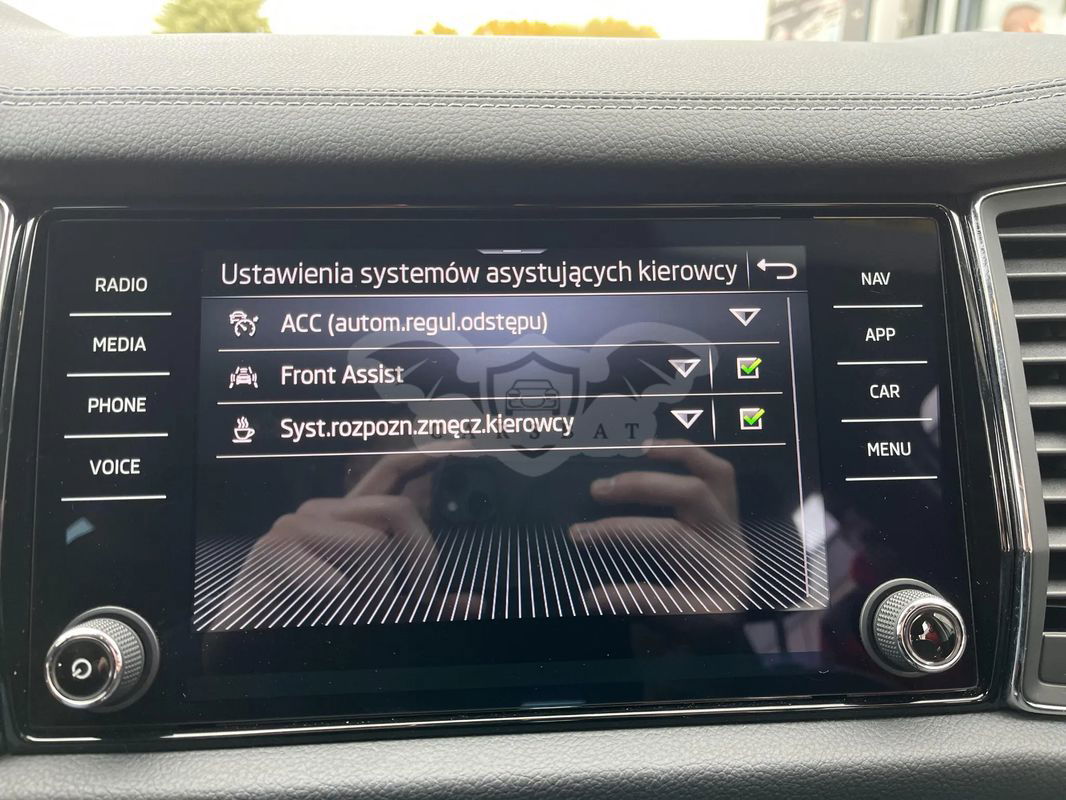 Ustawienia systemów asystujących kierowcy
RADIO
MEDIA
PHONE
VOICE
ACC (autom.regul.odstępu)
Front Assist
Syst.rozpozn.zmęcz.kierowcy
CARSBAT
NAV
APP
CAR
MENU